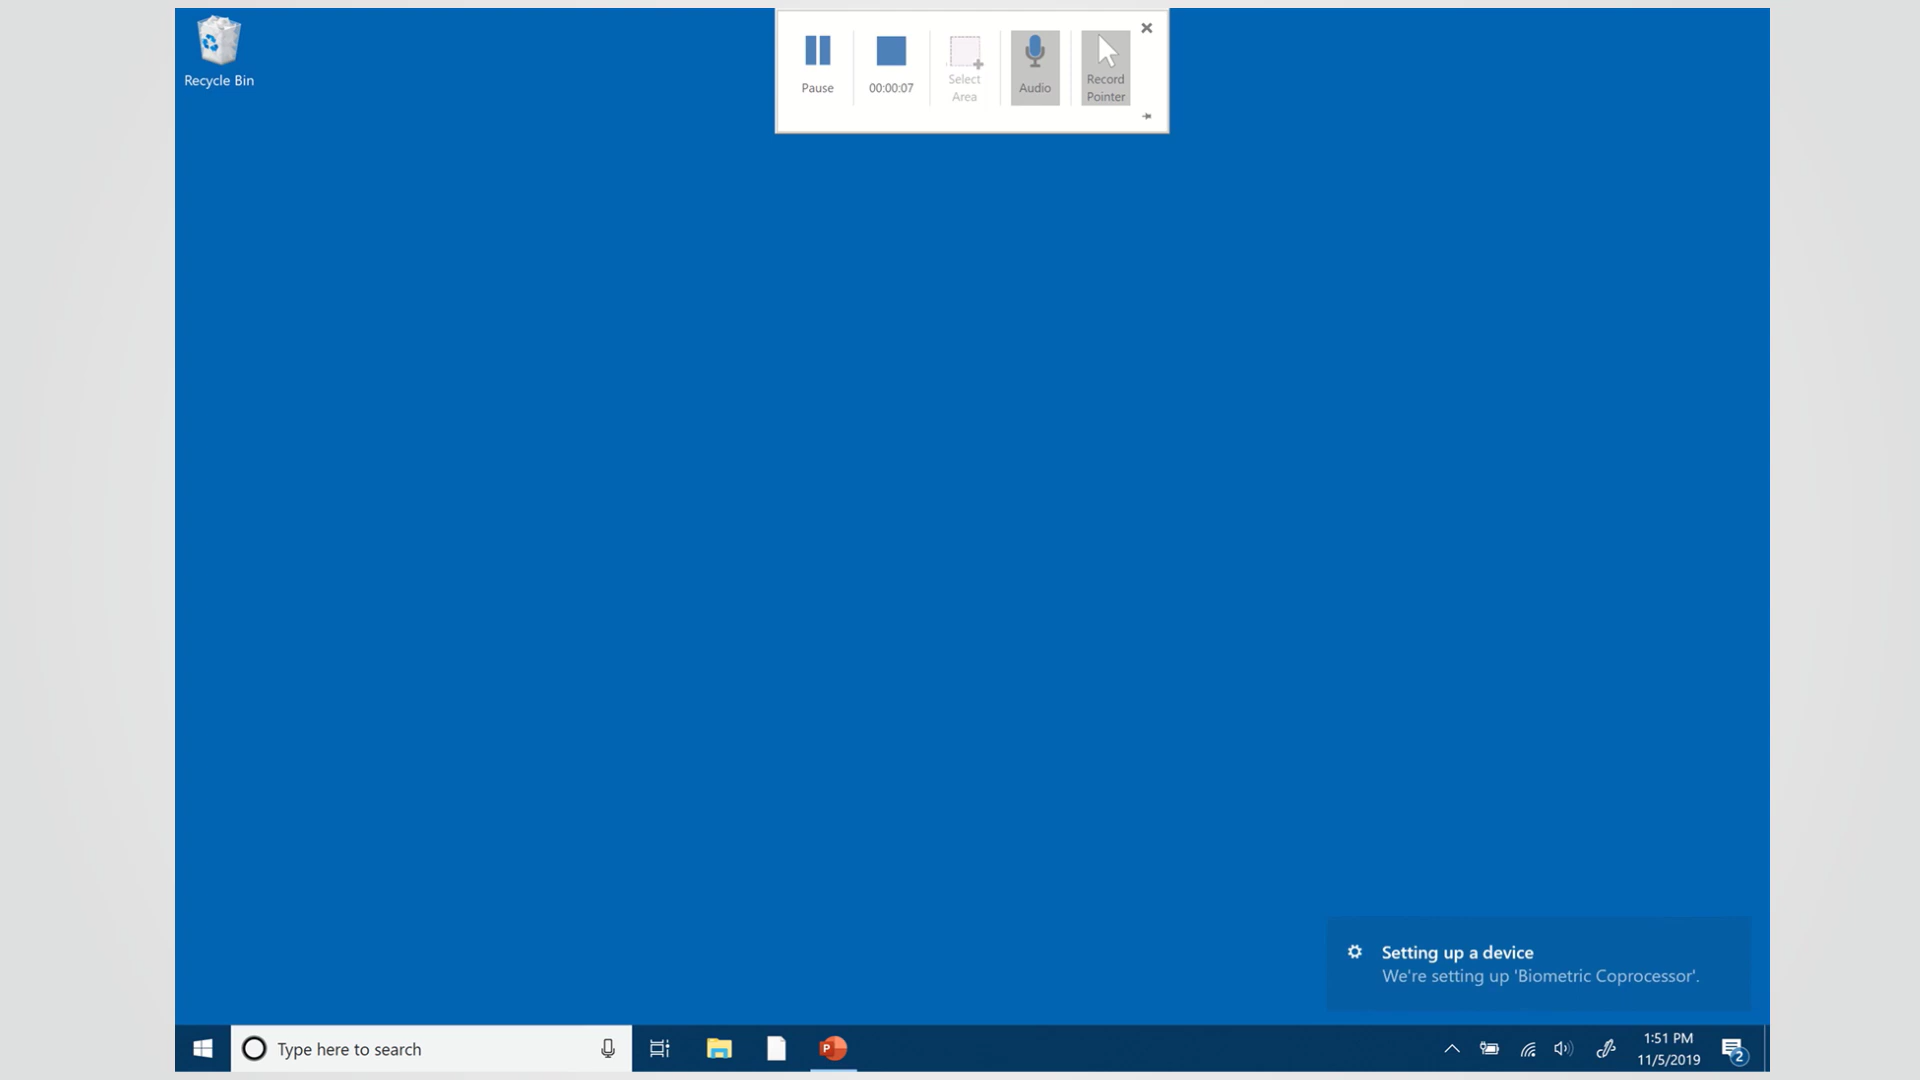 Recycle Bin
Pause
00:00:07
Select
Area
Audio
Record
Pointer
Setting up a device
We're setting up 'Biometric Coprocessor'.
Type here to search
P
1:51 PM
11/5/2019
2